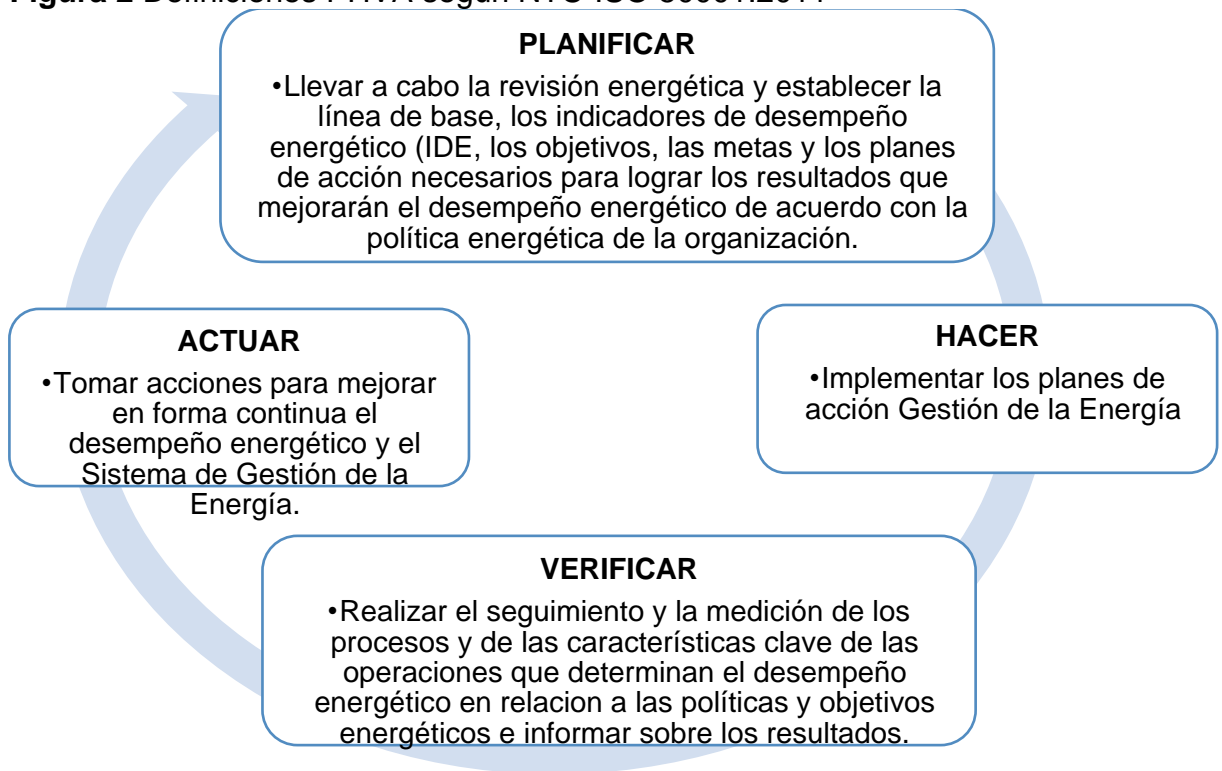 Figura 2 Definiciones según
PLANIFICAR
•Llevar a cabo la revisión energética y establecer la
línea de base, los indicadores de desempeño
energético (IDE, los objetivos, las metas y los planes
de acción necesarios para lograr los resultados que
mejorarán el desempeño energético de acuerdo con la
política energética de la organización.
HACER
•Implementar los planes de
acción Gestión de la Energía
VERIFICAR
•Realizar el seguimiento y la medición de los
procesos y de las características clave de las
operaciones que determinan el desempeño
energético en relacion a las políticas y objetivos
energéticos e informar sobre los resultados.
ACTUAR
•Tomar acciones para mejorar
en forma continua el
desempeño energético y el
Sistema de Gestión de la
Energía.